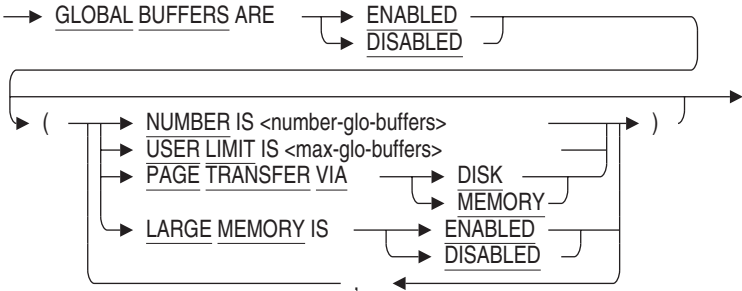 GLOBAL BUFFERS ARE ENABLED
DISABLED
( NUMBER IS <number-glo-buffers> )
USER LIMIT IS <max-glo-buffers>
PAGE TRANSFER VIA DISK
MEMORY
LARGE MEMORY IS ENABLED
DISABLED
,